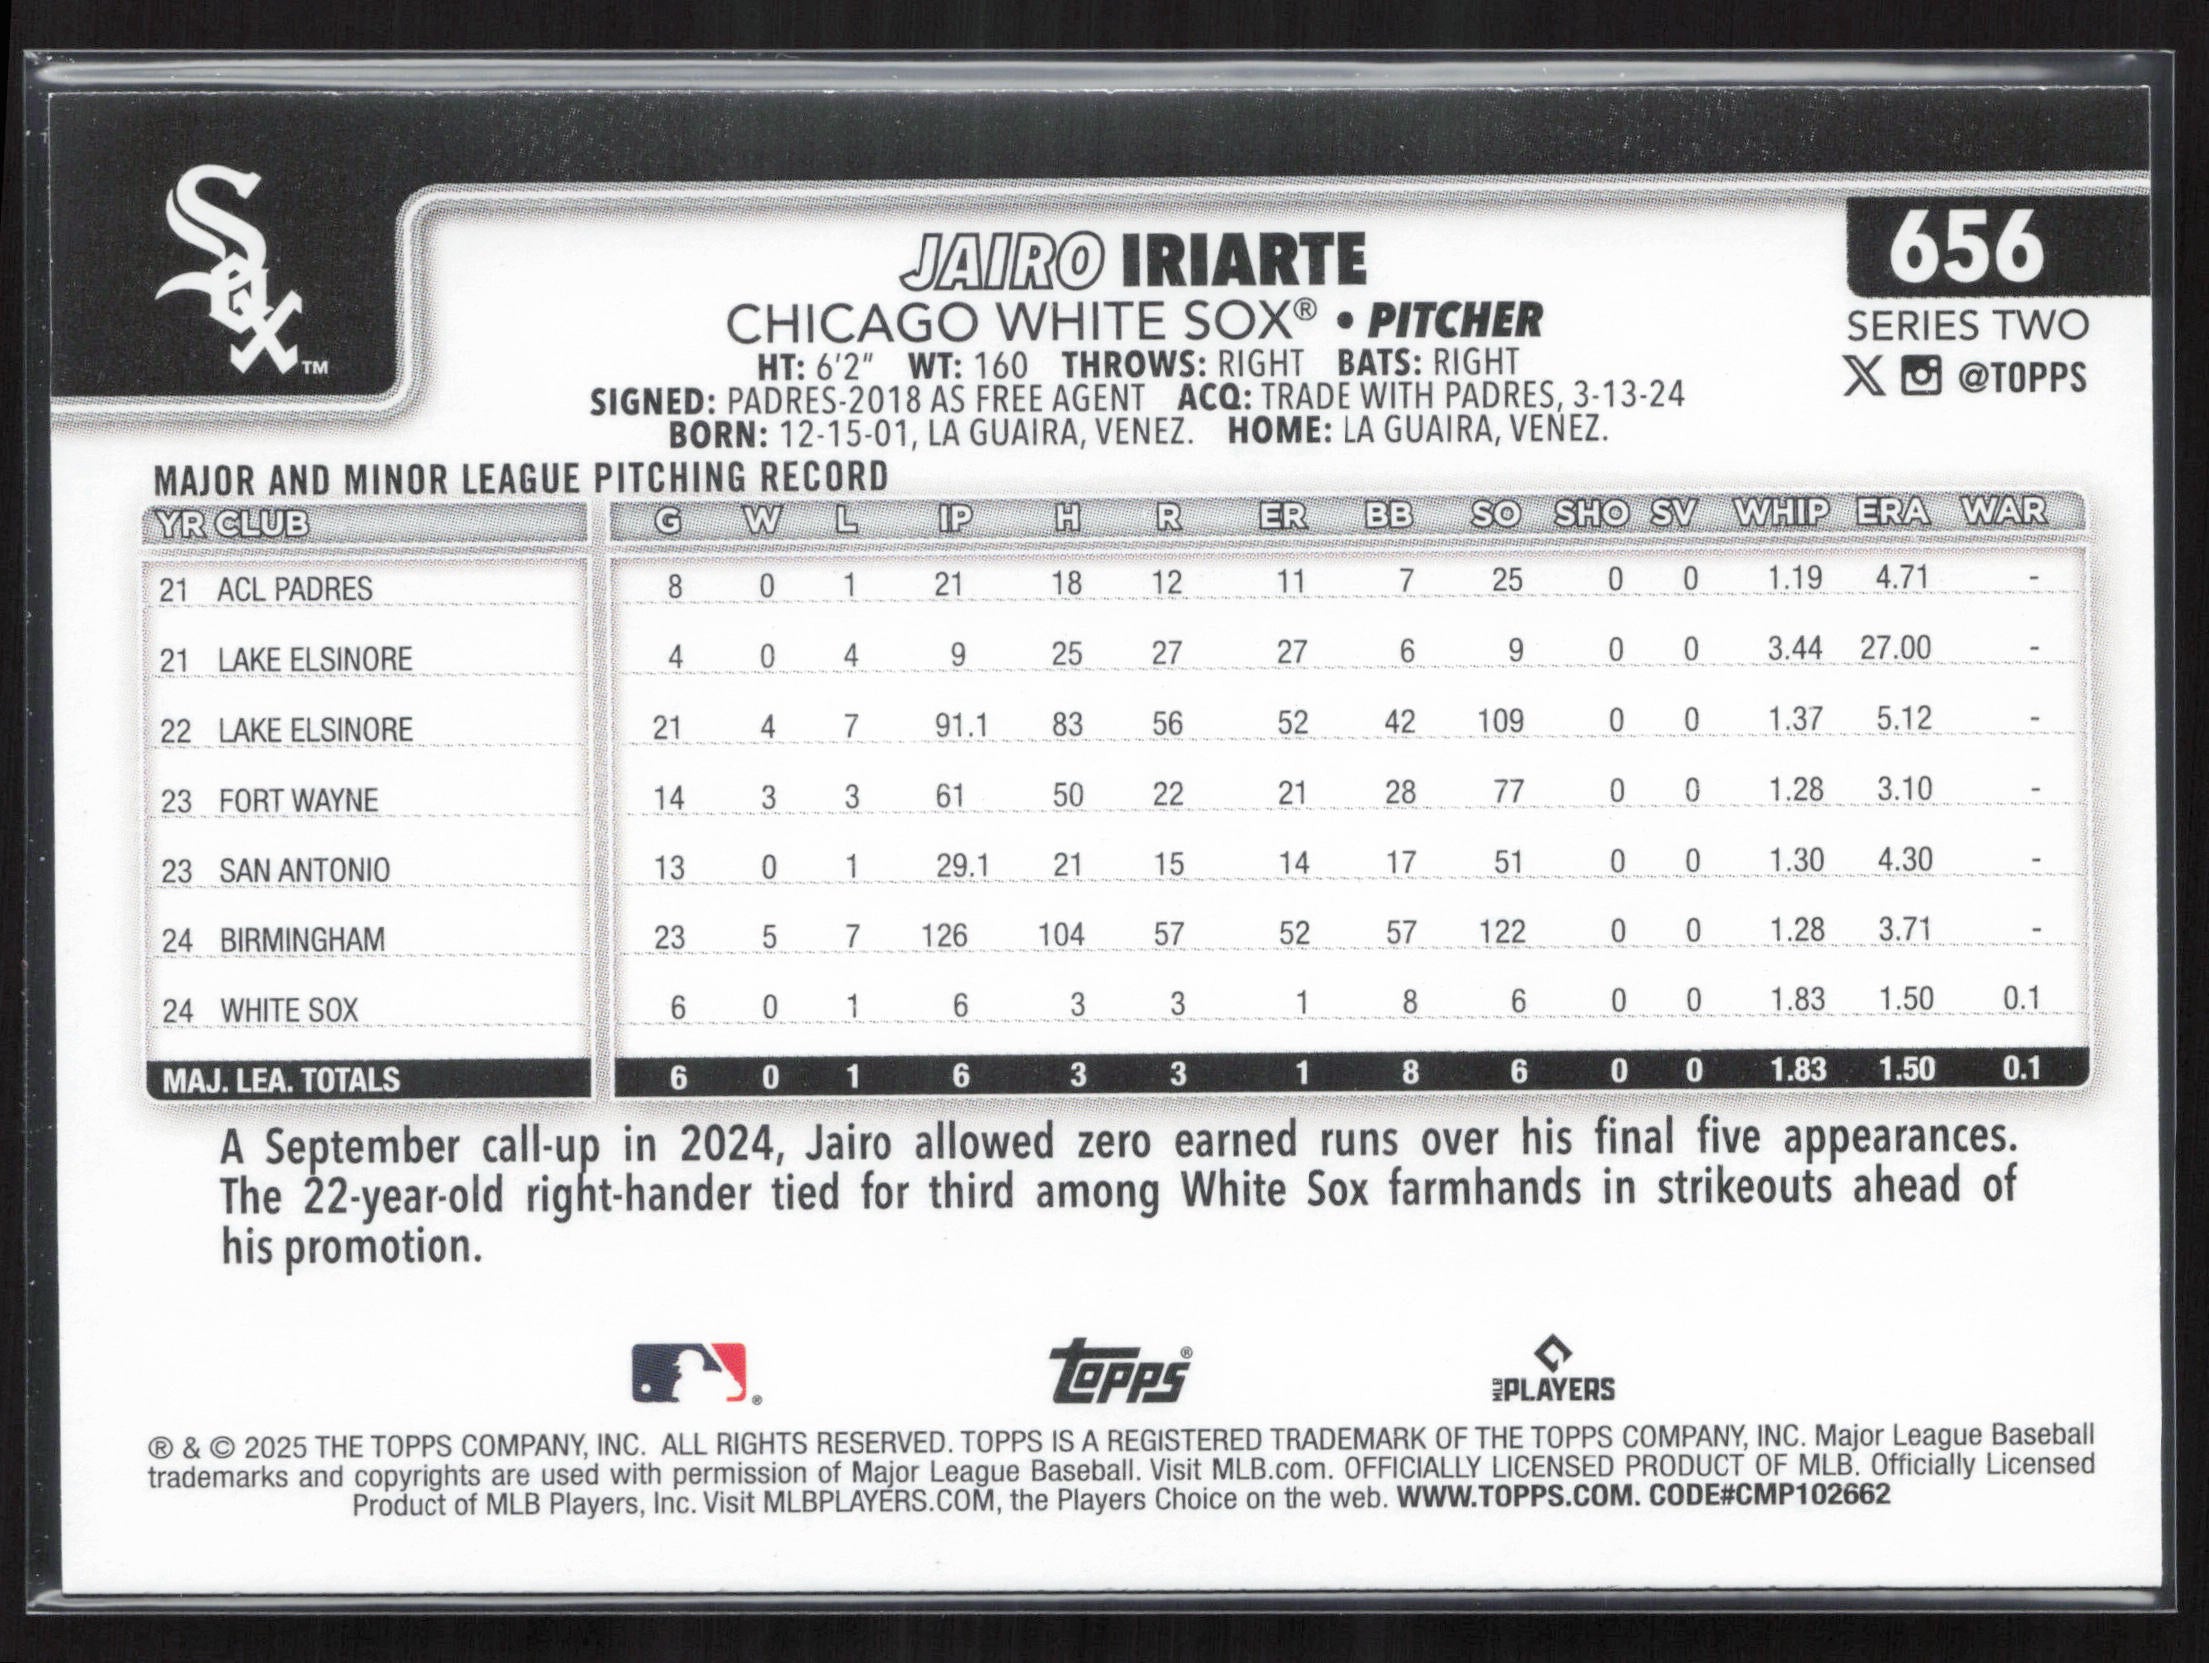 Sox™
656
JAIRO IRIARTE
SERIES TWO
CHICAGO WHITE SOX® • PITCHER
HT: 6'2" WT: 160 THROWS: RIGHT BATS: RIGHT
X @TOPPS
SIGNED: PADRES-2018 AS FREE AGENT ACQ: TRADE WITH PADRES, 3-13-24
BORN: 12-15-01, LA GUAIRA, VENEZ. HOME: LA GUAIRA, VENEZ.
MAJOR AND MINOR LEAGUE PITCHING RECORD
YR CLUB G W L IP H R ER BB SO SHO SV WHIP ERA WAR
21 ACL PADRES 8 0 1 21 18 12 11 7 25 0 0 1.19 4.71 -
21 LAKE ELSINORE 4 0 4 9 25 27 27 6 9 0 0 3.44 27.00 -
22 LAKE ELSINORE 21 4 7 91.1 83 56 52 42 109 0 0 1.37 5.12 -
23 FORT WAYNE 14 3 3 61 50 22 21 28 77 0 0 1.28 3.10 -
23 SAN ANTONIO 13 0 1 29.1 21 15 14 17 51 0 0 1.30 4.30 -
24 BIRMINGHAM 23 5 7 126 104 57 52 57 122 0 0 1.28 3.71 -
24 WHITE SOX 6 0 1 6 3 3 1 8 6 0 0 1.83 1.50 0.1
MAJ. LEA. TOTALS 6 0 1 6 3 3 1 8 6 0 0 1.83 1.50 0.1
A September call-up in 2024, Jairo allowed zero earned runs over his final five appearances.
The 22-year-old right-hander tied for third among White Sox farmhands in strikeouts ahead of
his promotion.
®
topps®
MLB PLAYERS
® & © 2025 THE TOPPS COMPANY, INC. ALL RIGHTS RESERVED. TOPPS IS A REGISTERED TRADEMARK OF THE TOPPS COMPANY, INC. Major League Baseball
trademarks and copyrights are used with permission of Major League Baseball. Visit MLB.com. OFFICIALLY LICENSED PRODUCT OF MLB. Officially Licensed
Product of MLB Players, Inc. Visit MLBPLAYERS.COM, the Players Choice on the web. WWW.TOPPS.COM. CODE#CMP102662